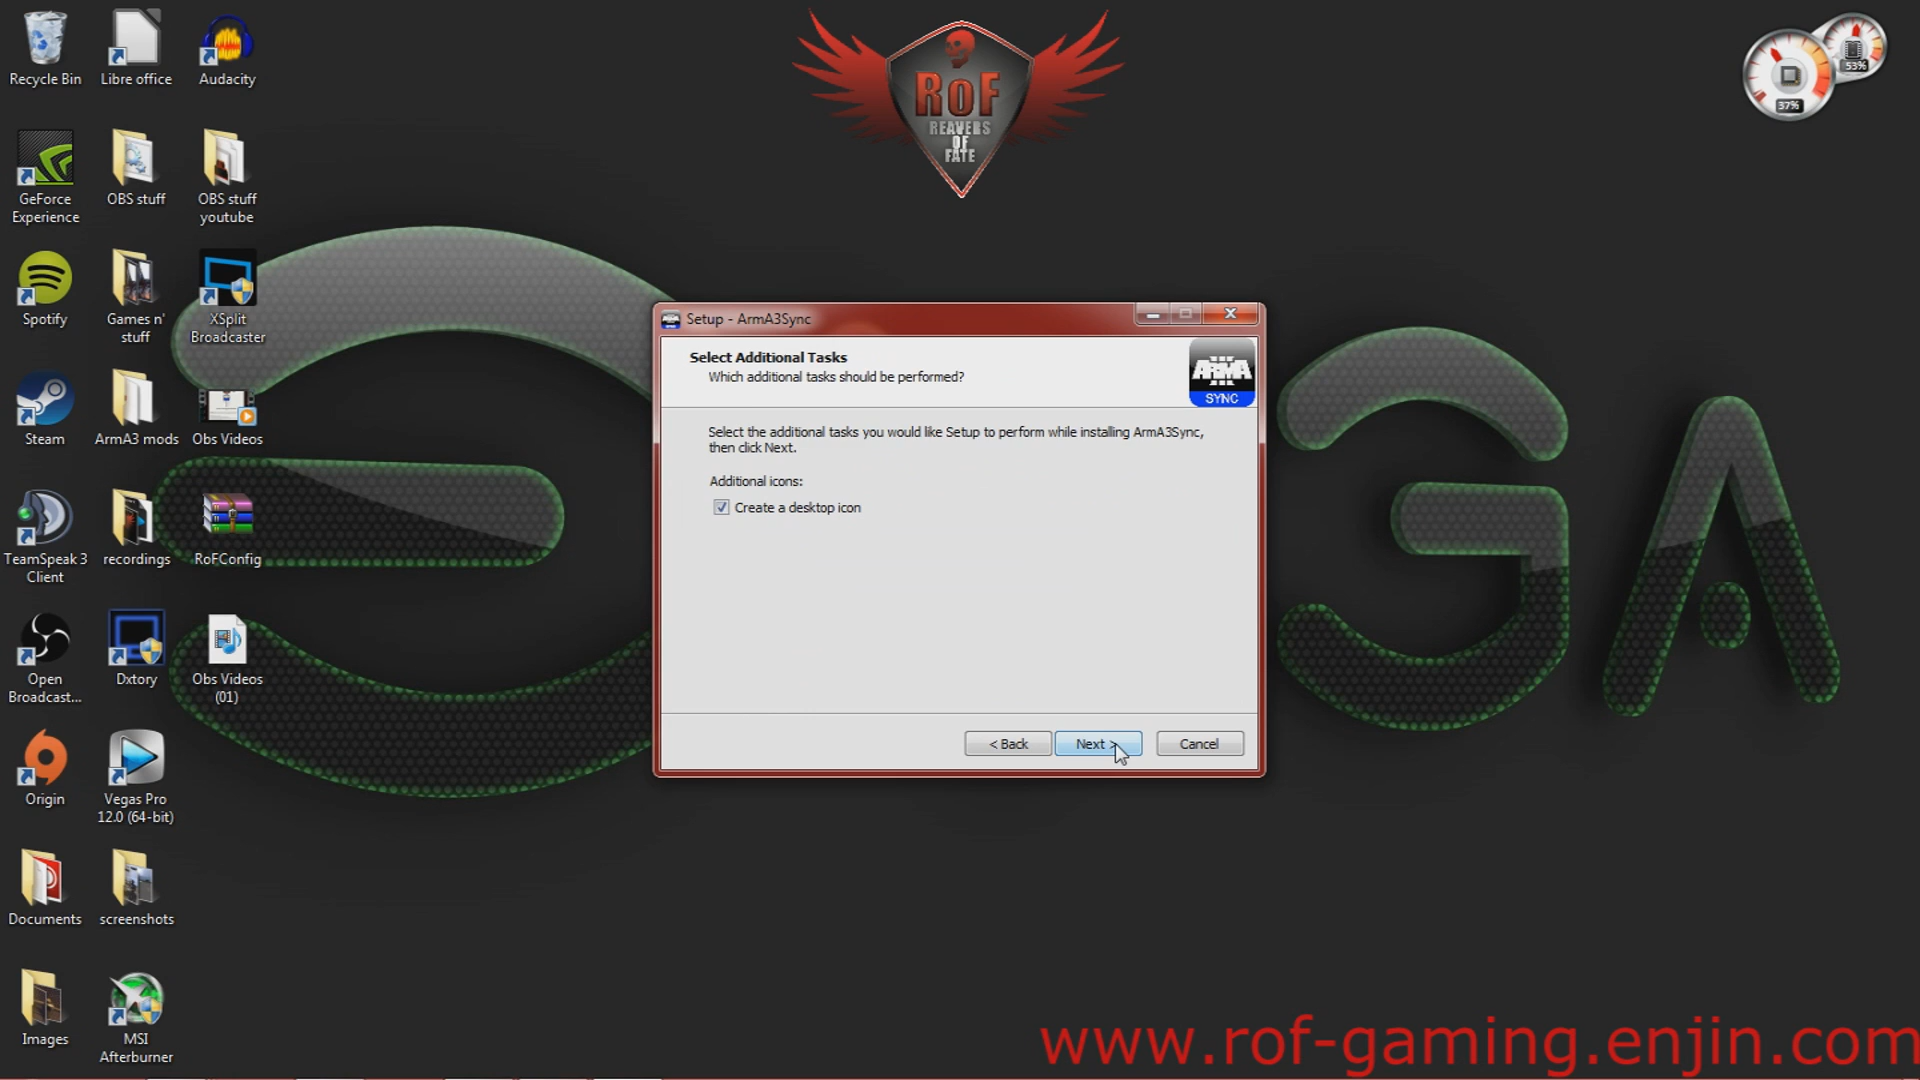 Recycle Bin
Libre office
Audacity
GeForce
Experience
OBS stuff
OBS stuff
youtube
Spotify
Games n'
stuff
XSplit
Broadcaster
Steam
ArmA3 mods
Obs Videos
TeamSpeak 3
Client
recordings
RoFConfig
Open
Broadcast...
Dxtory
Obs Videos
(01)
Origin
Vegas Pro
12.0 (64-bit)
Documents
screenshots
Images
MSI
Afterburner
RoF
REAVERS
OF
FATE
37%
53%
Setup - ArmA3Sync
Select Additional Tasks
Which additional tasks should be performed?
ARMA
III
SYNC
Select the additional tasks you would like Setup to perform while installing ArmA3Sync,
then click Next.
Additional icons:
Create a desktop icon
< Back
Next >
Cancel
www.rof-gaming.enjin.com